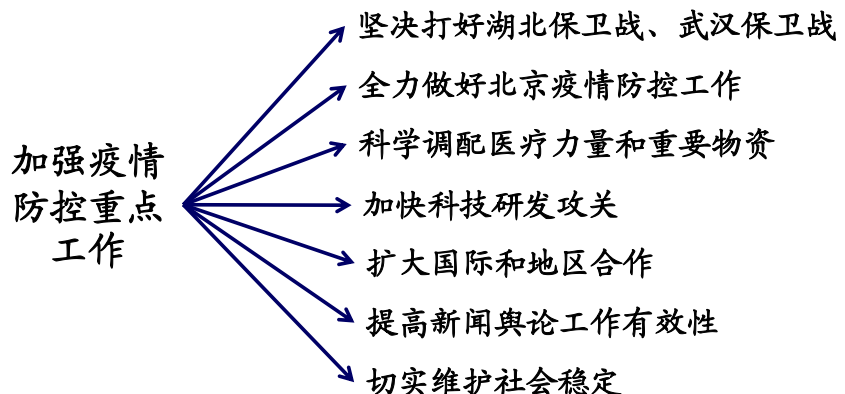 加强疫情
防控重点
工作
坚决打好湖北保卫战、武汉保卫战
全力做好北京疫情防控工作
科学调配医疗力量和重要物资
加快科技研发攻关
扩大国际和地区合作
提高新闻舆论工作有效性
切实维护社会稳定